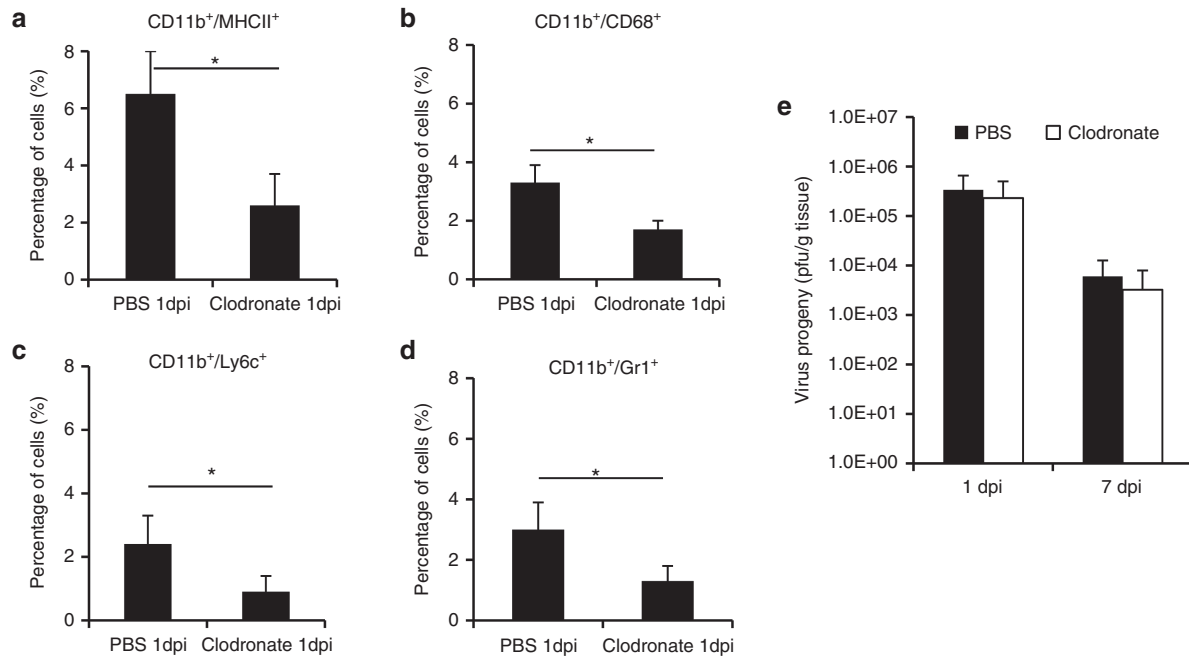 a
CD11b⁺/MHCII⁺
Percentage of cells (%)
8
6
4
2
0
*
PBS 1dpi
Clodronate 1dpi
b
CD11b⁺/CD68⁺
Percentage of cells (%)
8
6
4
2
0
*
PBS 1dpi
Clodronate 1dpi
c
CD11b⁺/Ly6c⁺
Percentage of cells (%)
8
6
4
2
0
*
PBS 1dpi
Clodronate 1dpi
d
CD11b⁺/Gr1⁺
Percentage of cells (%)
8
6
4
2
0
*
PBS 1dpi
Clodronate 1dpi
e
Virus progeny (pfu/g tissue)
1.0E+07
1.0E+06
1.0E+05
1.0E+04
1.0E+03
1.0E+02
1.0E+01
1.0E+00
PBS
Clodronate
1 dpi
7 dpi